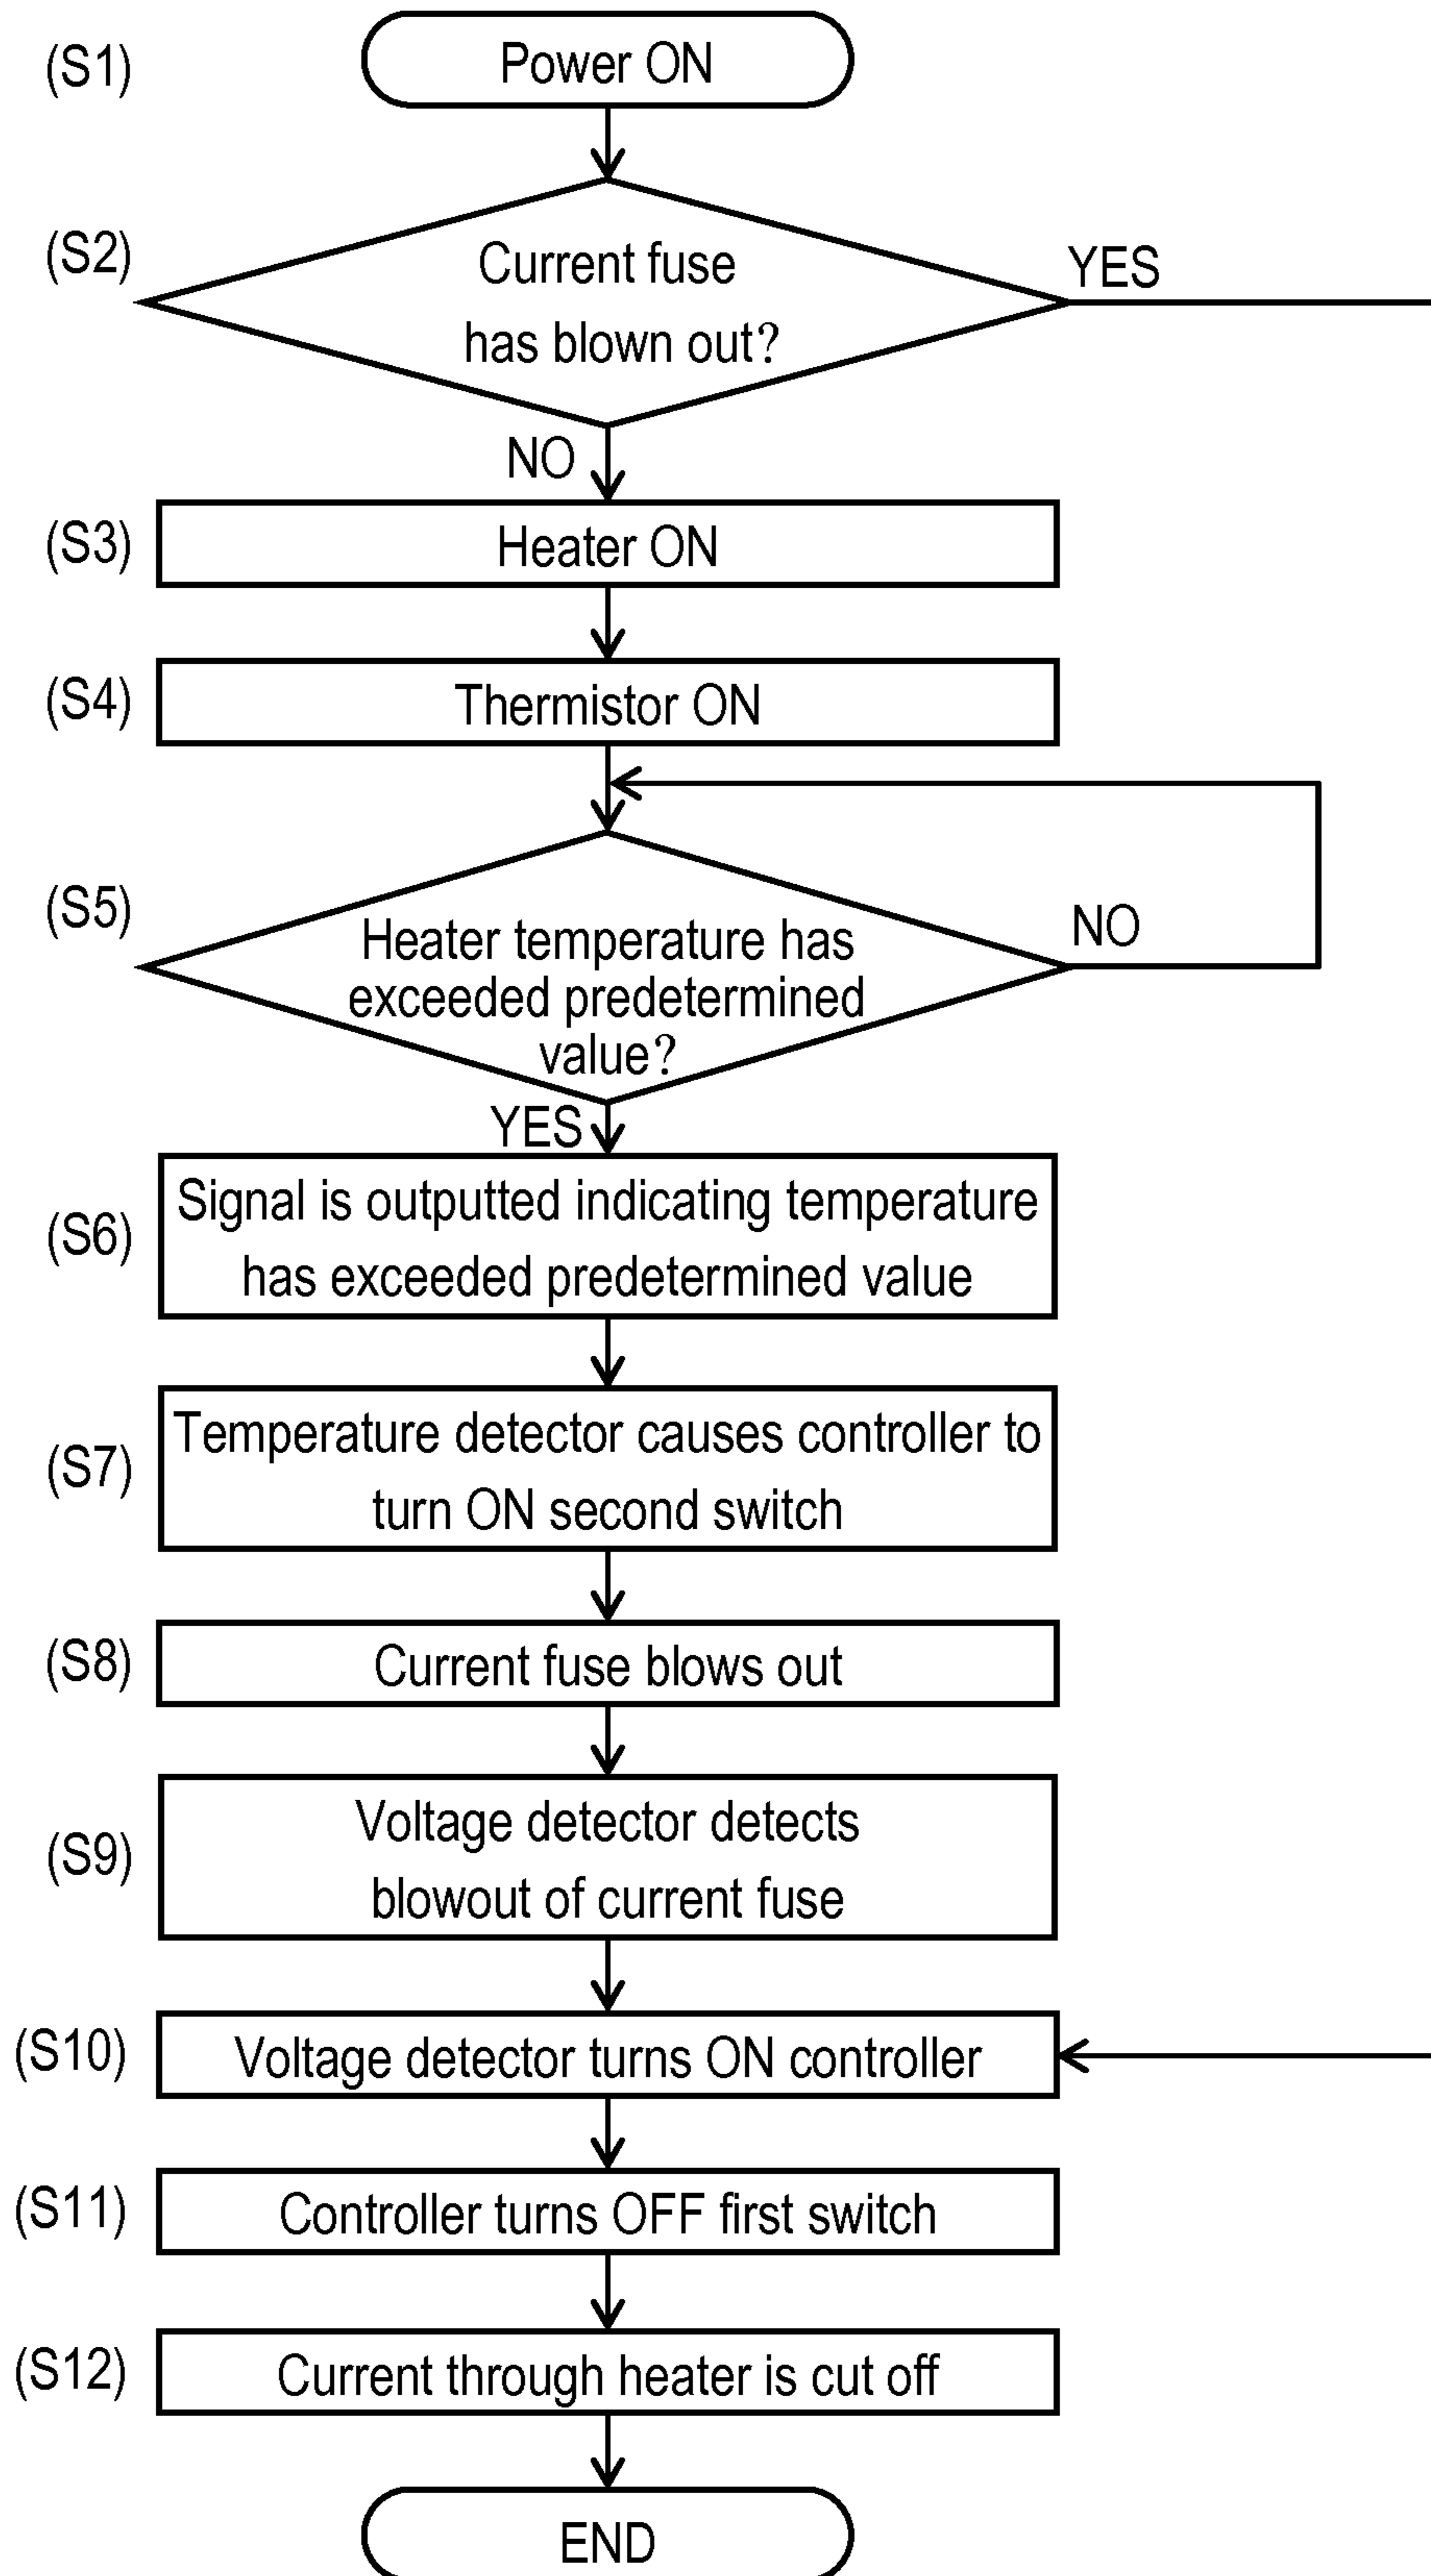 (S1)
Power ON
(S2)
Current fuse
has blown out?
YES
NO
(S3)
Heater ON
(S4)
Thermistor ON
(S5)
Heater temperature has
exceeded predetermined
value?
NO
YES
(S6)
Signal is outputted indicating temperature
has exceeded predetermined value
(S7)
Temperature detector causes controller to
turn ON second switch
(S8)
Current fuse blows out
(S9)
Voltage detector detects
blowout of current fuse
(S10)
Voltage detector turns ON controller
(S11)
Controller turns OFF first switch
(S12)
Current through heater is cut off
END